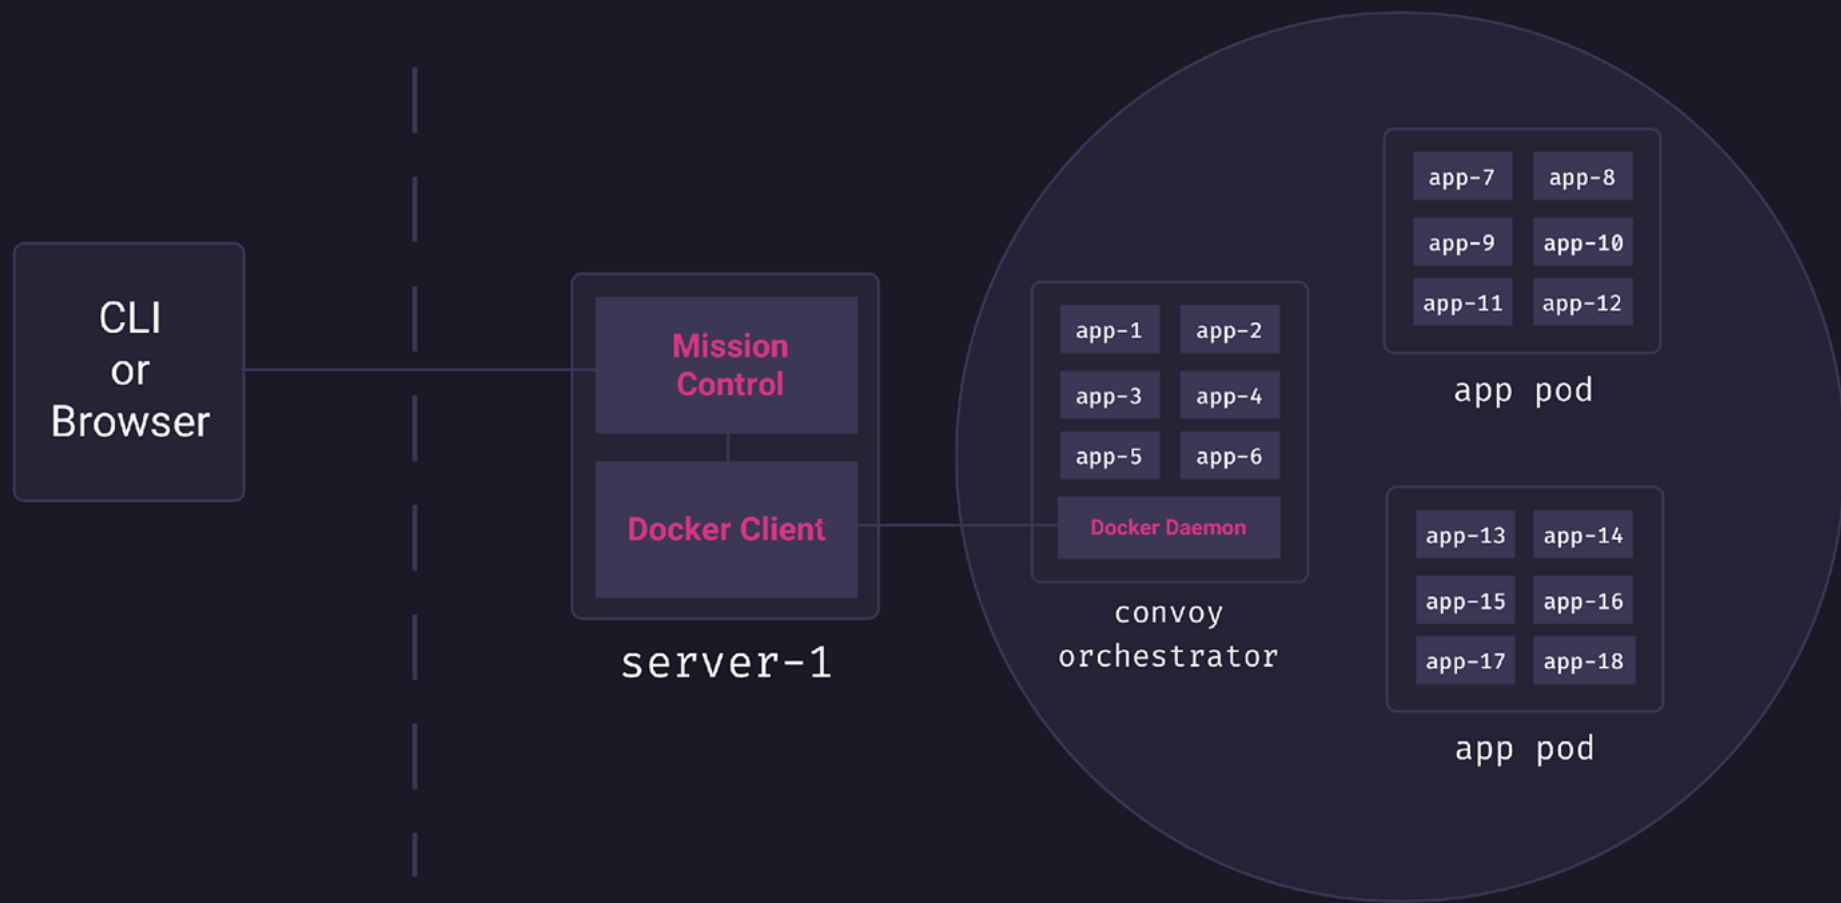 CLI
or
Browser
Mission
Control
Docker Client
server-1
app-1 app-2
app-3 app-4
app-5 app-6
Docker Daemon
convoy
orchestrator
app-7 app-8
app-9 app-10
app-11 app-12
app pod
app-13 app-14
app-15 app-16
app-17 app-18
app pod